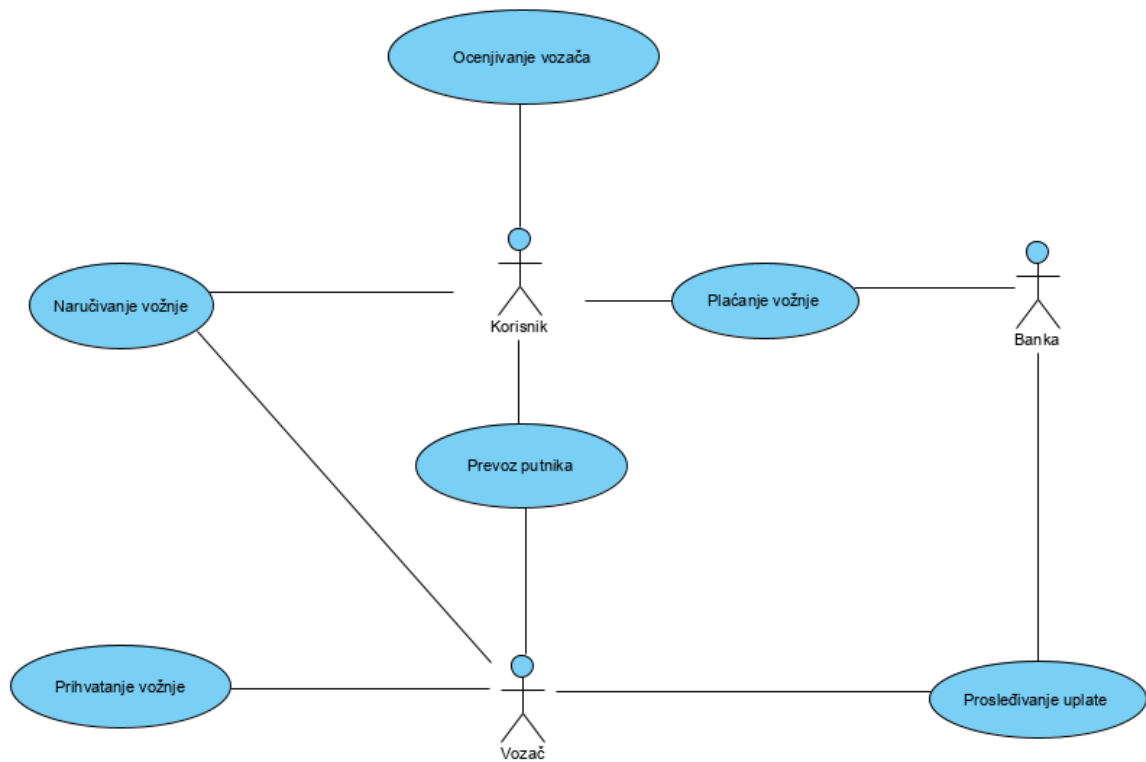 Ocenjivanje vozača
Naručivanje vožnje
Korisnik
Plaćanje vožnje
Banka
Prevoz putnika
Prihvatanje vožnje
Vozač
Prosleđivanje uplate